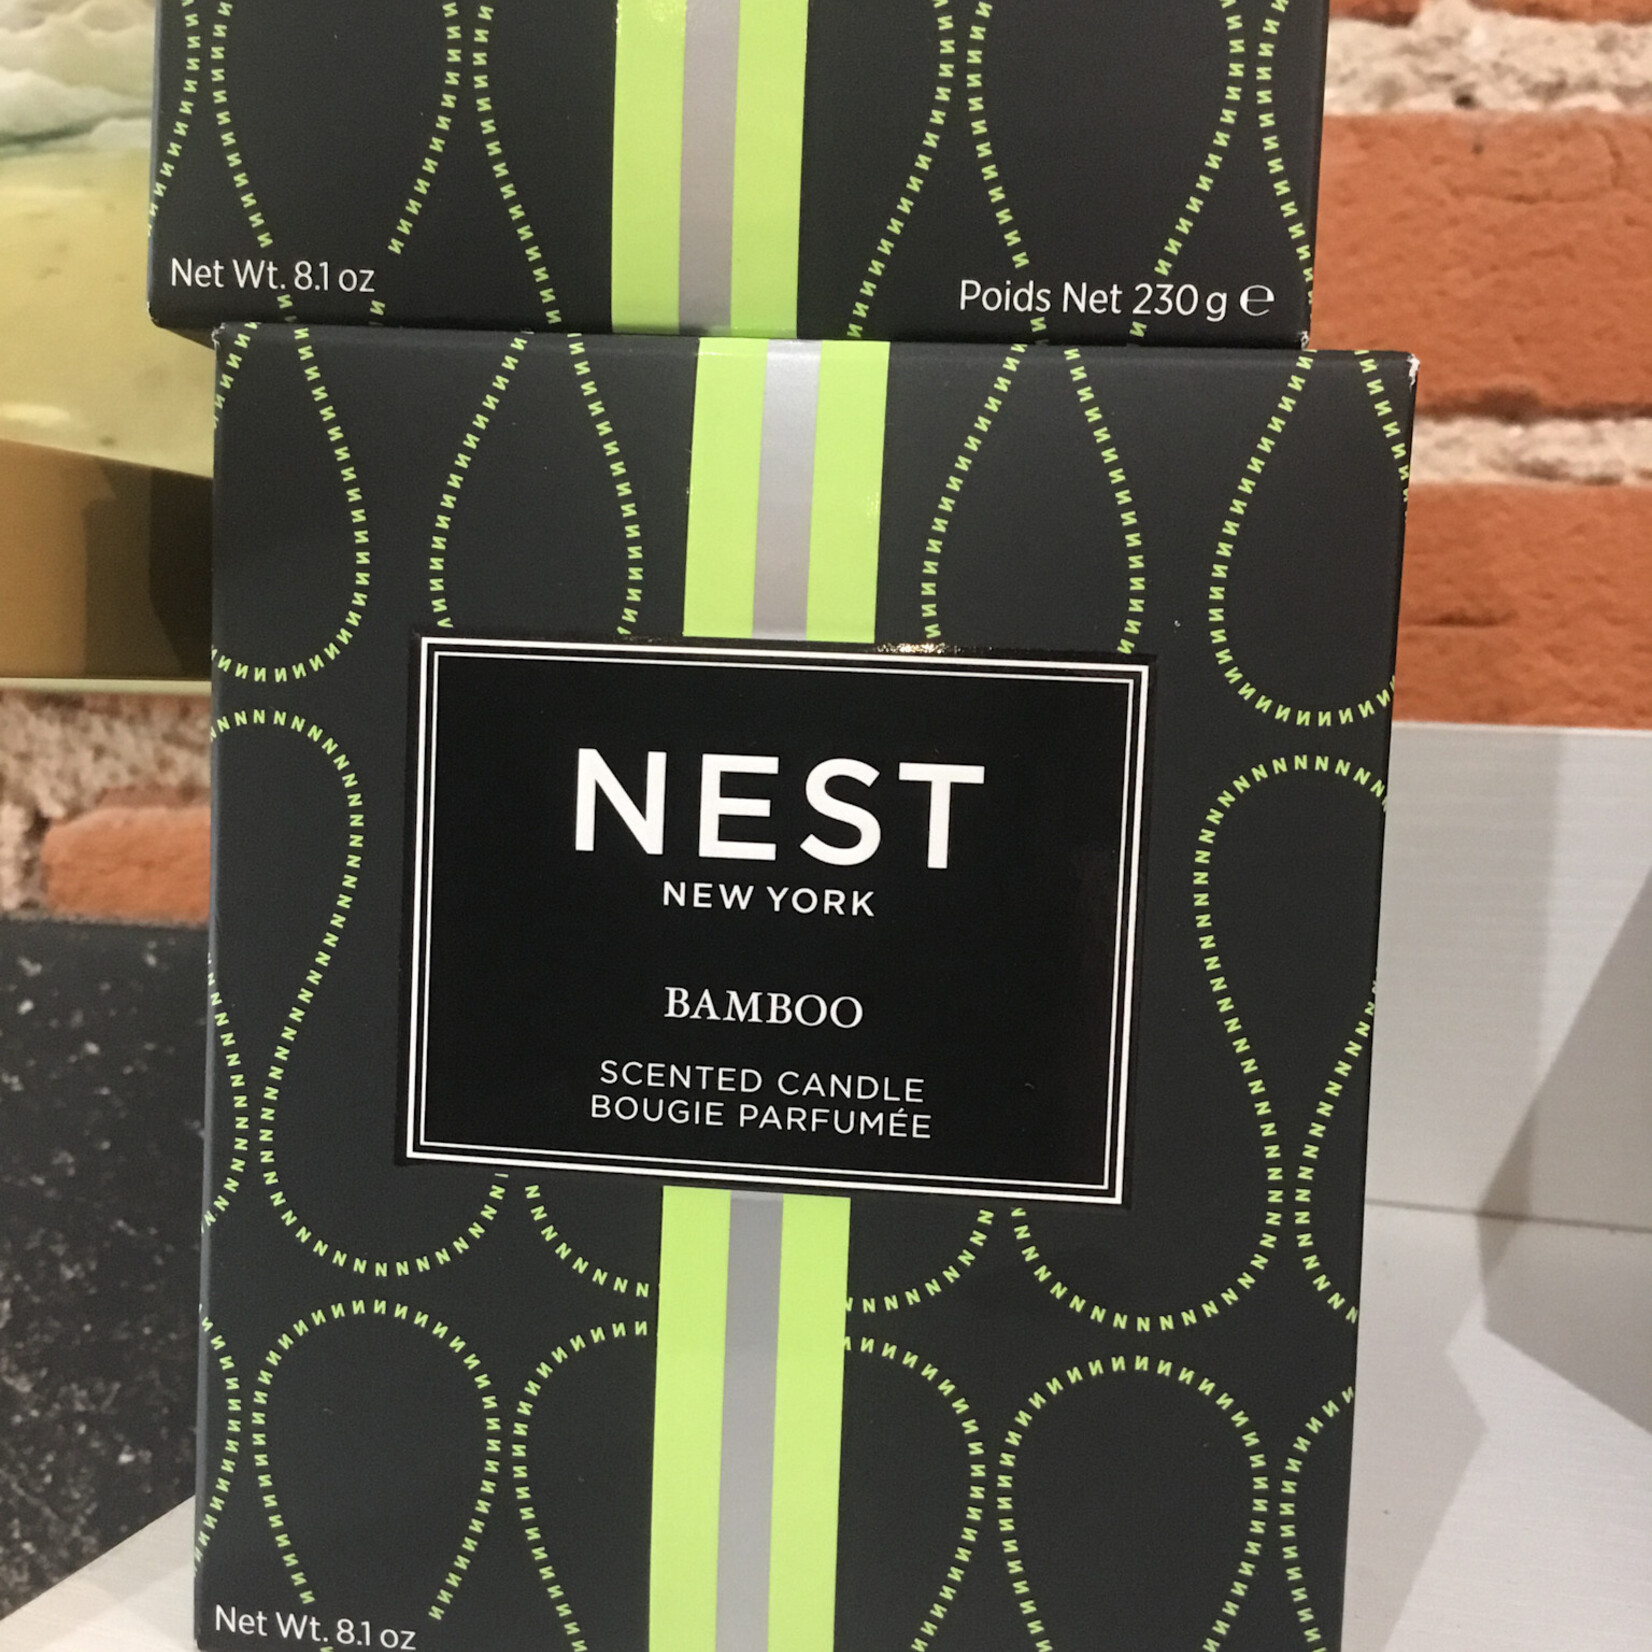 Net Wt. 8.1 oz
Poids Net 230 g ℮
NEST
NEW YORK
BAMBOO
SCENTED CANDLE
BOUGIE PARFUMÉE
Net Wt. 8.1 oz